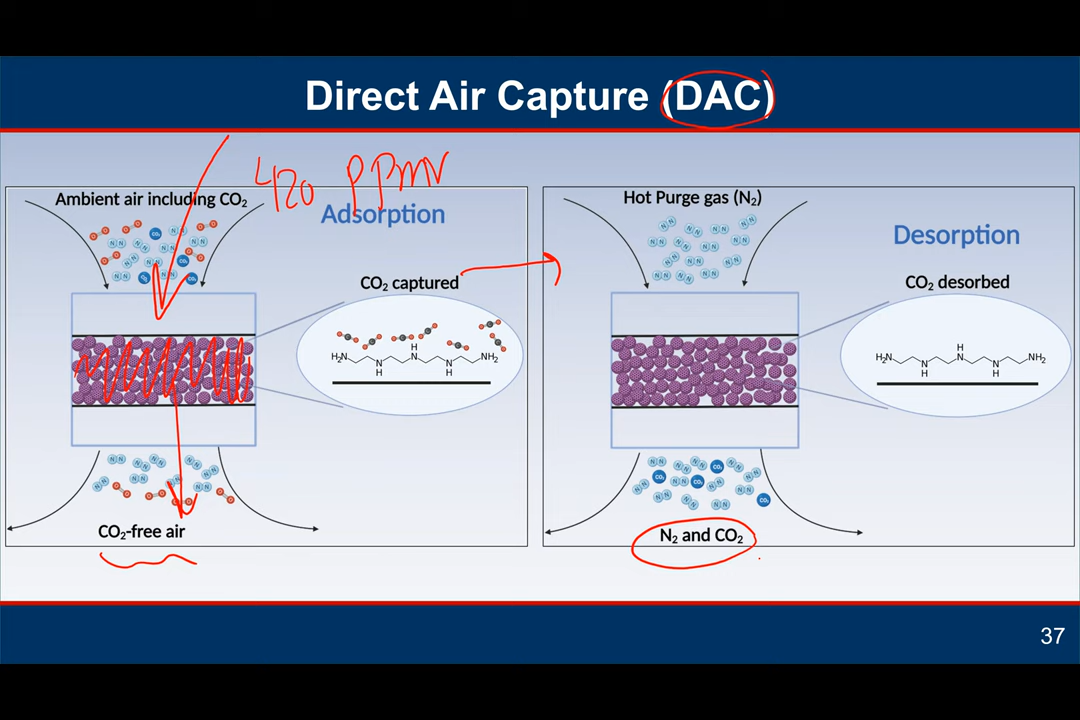 Direct Air Capture (DAC)
420 ppmv
Ambient air including CO₂
Adsorption
CO₂ captured
H₂N
N
H
H
N
N
H
NH₂
CO₂-free air
Hot Purge gas (N₂)
Desorption
CO₂ desorbed
H₂N
N
H
H
N
N
H
NH₂
N₂ and CO₂
37